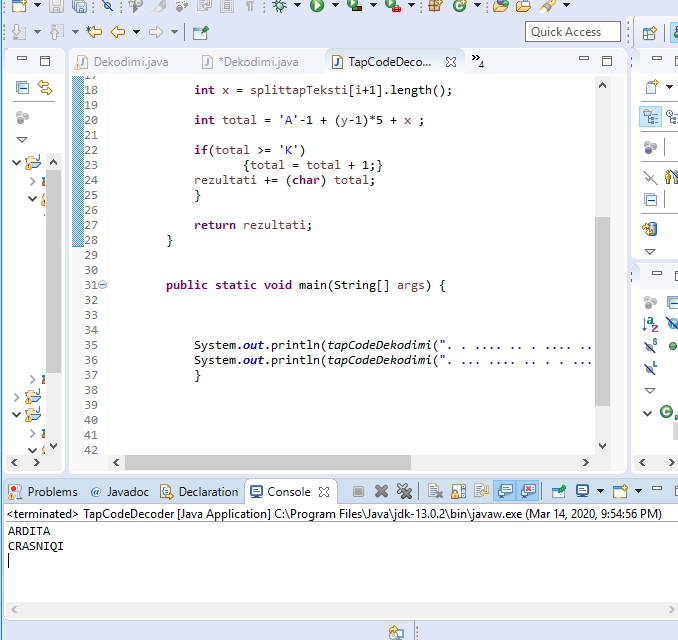 Quick Access
Dekodimi.java
*Dekodimi.java
TapCodeDeco...
»4
17
18 int x = splittapTeksti[i+1].length();
19
20 int total = 'A'-1 + (y-1)*5 + x ;
21
22 if(total >= 'K')
23 {total = total + 1;}
24 rezultati += (char) total;
25 }
26
27 return rezultati;
28 }
29
30
31 public static void main(String[] args) {
32
33
34
35 System.out.println(tapCodeDekodimi(". . .... .. . .... ..
36 System.out.println(tapCodeDekodimi(". ... .... .. . . ...
37 }
38
39
40
41
42
Problems @ Javadoc Declaration Console
<terminated> TapCodeDecoder [Java Application] C:\Program Files\Java\jdk-13.0.2\bin\javaw.exe (Mar 14, 2020, 9:54:56 PM)
ARDITA
CRASNIQI